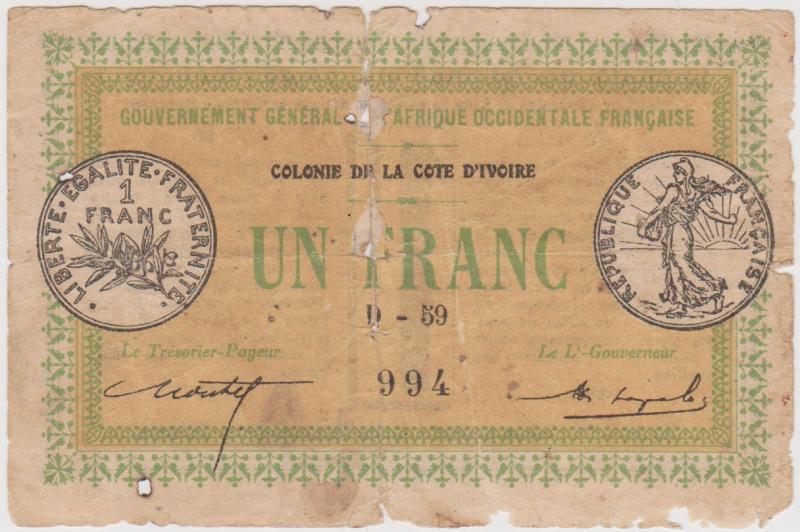 GOUVERNEMENT GÉNÉRAL AFRIQUE OCCIDENTALE FRANÇAISE
COLONIE DE LA COTE D'IVOIRE
LIBERTE · EGALITE · FRATERNITE ·
1
FRANC
REPUBLIQUE FRANÇAISE
UN FRANC
D - 59
Le Trésorier-Payeur
Le Lt-Gouverneur
994